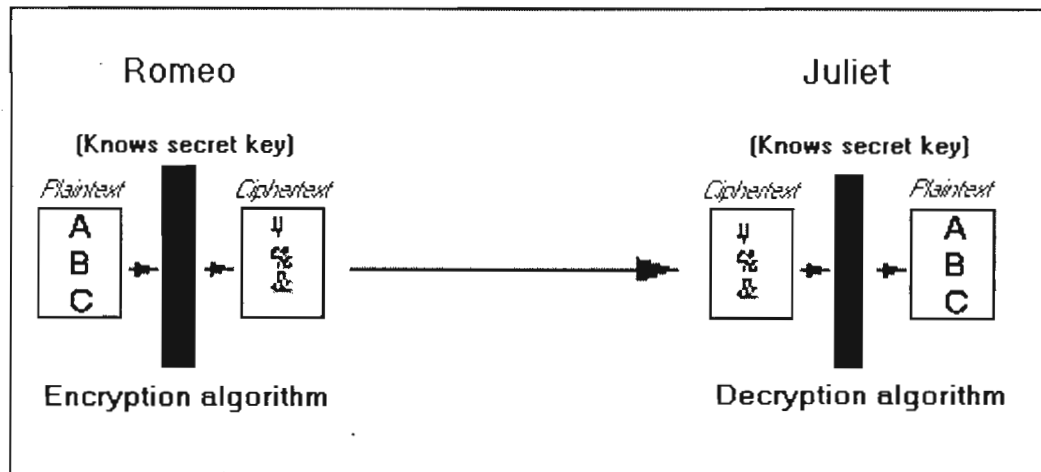 Romeo
Juliet
(Knows secret key)
(Knows secret key)
Plaintext
Ciphertext
Ciphertext
Plaintext
A
B
C
A
B
C
Encryption algorithm
Decryption algorithm